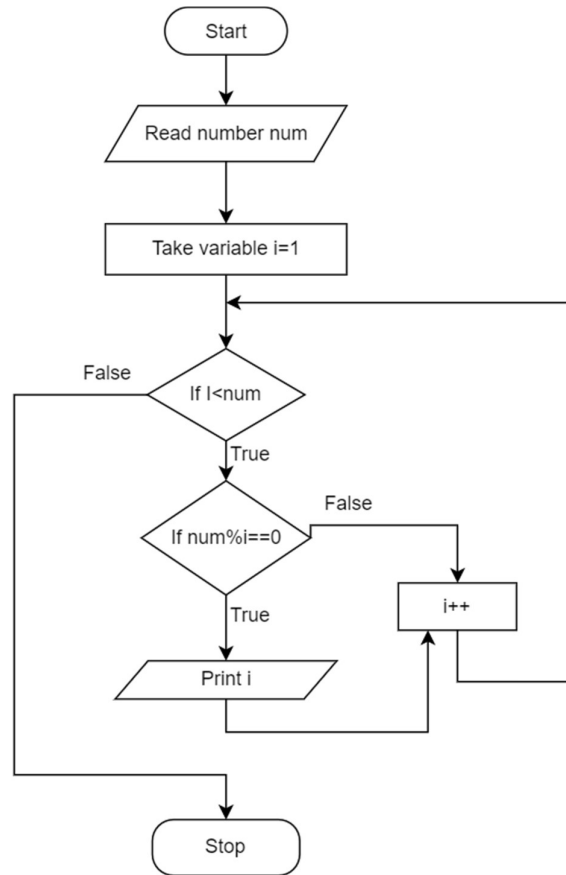 Start
Read number num
Take variable i=1
False
If I<num
True
False
If num%i==0
i++
True
Print i
Stop